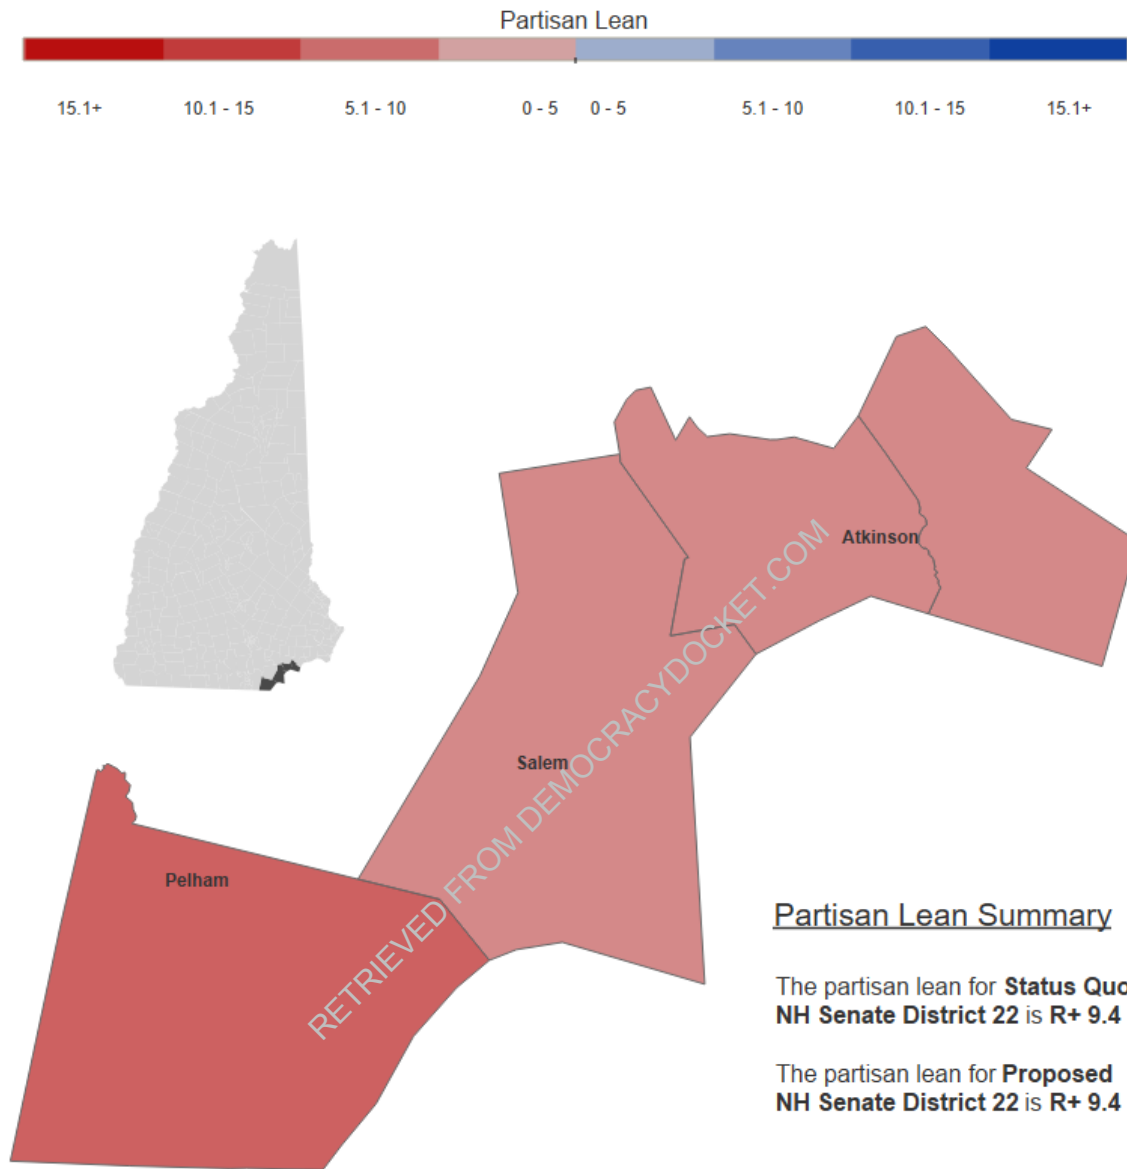 Partisan Lean
15.1+ 10.1 - 15 5.1 - 10 0 - 5 0 - 5 5.1 - 10 10.1 - 15 15.1+
Atkinson
Salem
Pelham
RETRIEVED FROM DEMOCRACYDOCKET.COM
Partisan Lean Summary
The partisan lean for Status Quo
NH Senate District 22 is R+ 9.4
The partisan lean for Proposed
NH Senate District 22 is R+ 9.4